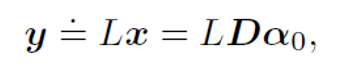 y ≐ Lx = LDα₀,